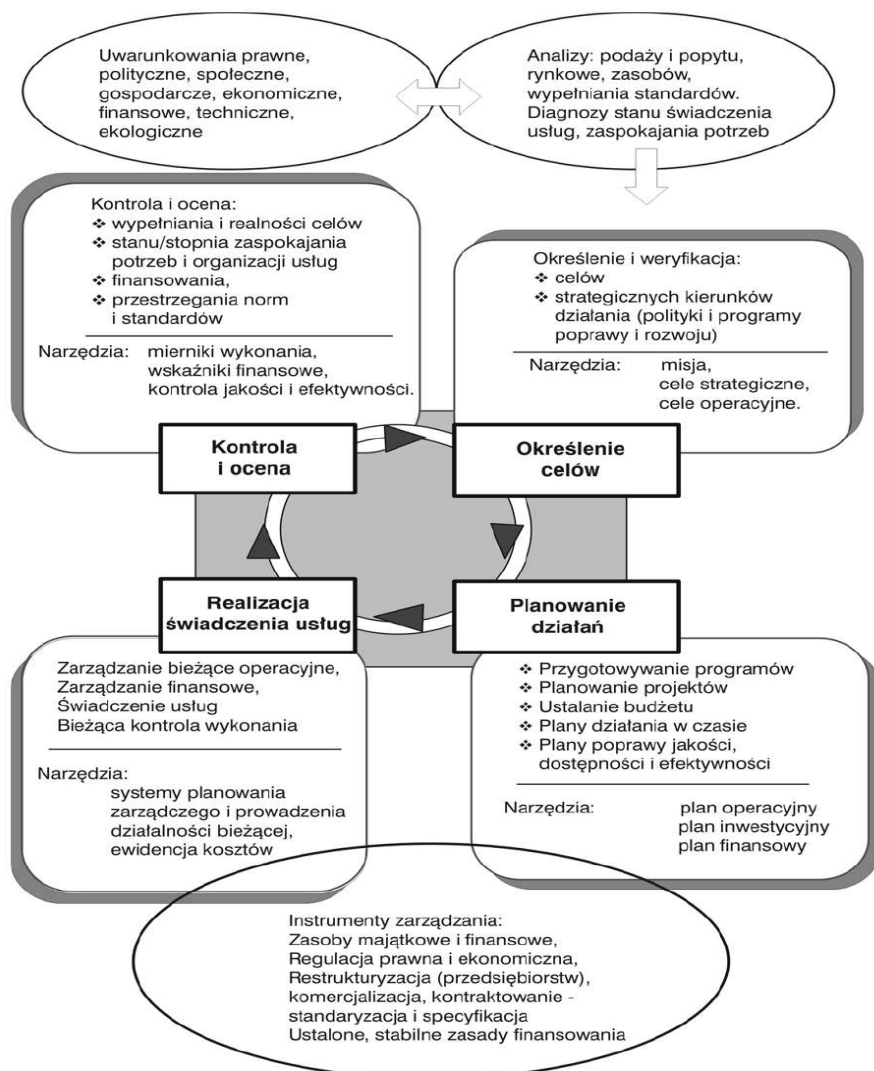 Uwarunkowania prawne,
polityczne, społeczne,
gospodarcze, ekonomiczne,
finansowe, techniczne,
ekologiczne
Analizy: podaży i popytu,
rynkowe, zasobów,
wypełniania standardów.
Diagnozy stanu świadczenia
usług, zaspokajania potrzeb
Kontrola i ocena:
❖ wypełniania i realności celów
❖ stanu/stopnia zaspokajania
potrzeb i organizacji usług
❖ finansowania,
❖ przestrzegania norm
i standardów
Narzędzia: mierniki wykonania,
wskaźniki finansowe,
kontrola jakości i efektywności.
Określenie i weryfikacja:
❖ celów
❖ strategicznych kierunków
działania (polityki i programy
poprawy i rozwoju)
Narzędzia: misja,
cele strategiczne,
cele operacyjne.
Kontrola
i ocena
Określenie
celów
Realizacja
świadczenia usług
Planowanie
działań
Zarządzanie bieżące operacyjne,
Zarządzanie finansowe,
Świadczenie usług
Bieżąca kontrola wykonania
Narzędzia:
systemy planowania
zarządczego i prowadzenia
działalności bieżącej,
ewidencja kosztów
❖ Przygotowywanie programów
❖ Planowanie projektów
❖ Ustalanie budżetu
❖ Plany działania w czasie
❖ Plany poprawy jakości,
dostępności i efektywności
Narzędzia: plan operacyjny
plan inwestycyjny
plan finansowy
Instrumenty zarządzania:
Zasoby majątkowe i finansowe,
Regulacja prawna i ekonomiczna,
Restrukturyzacja (przedsiębiorstw),
komercjalizacja, kontraktowanie -
standaryzacja i specyfikacja
Ustalone, stabilne zasady finansowania